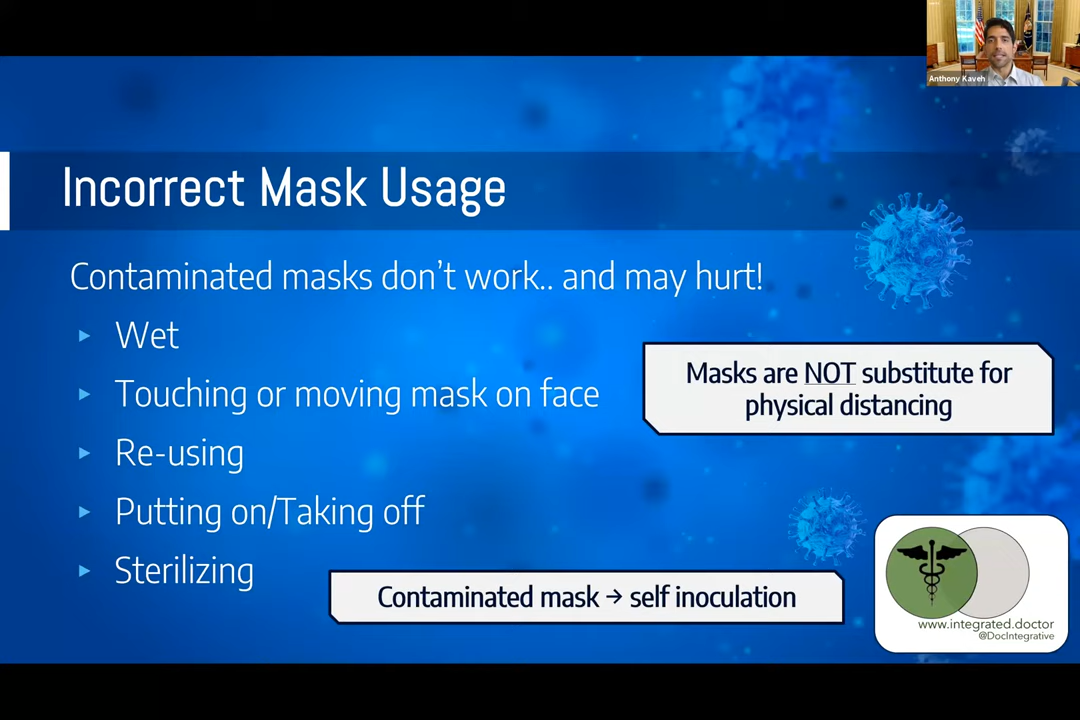 Anthony Kaveh
Incorrect Mask Usage
Contaminated masks don’t work.. and may hurt!
▸ Wet
▸ Touching or moving mask on face
▸ Re-using
▸ Putting on/Taking off
▸ Sterilizing
Masks are NOT substitute for
physical distancing
Contaminated mask → self inoculation
www.integrated.doctor
@DocIntegrative